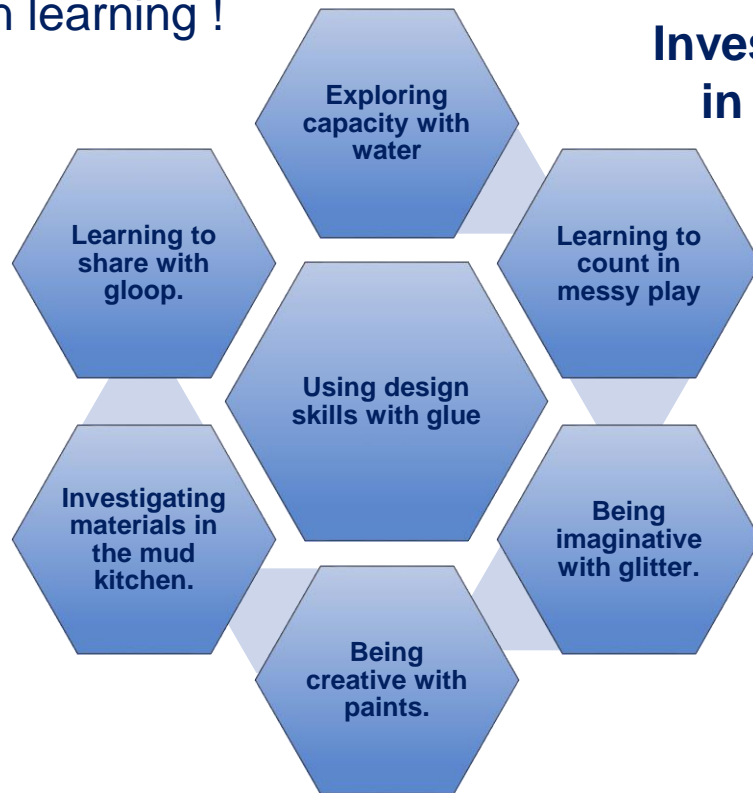 learning !
in
Exploring
capacity with
water
Learning to
count in
messy play
Being
imaginative
with glitter.
Being
creative with
paints.
Investigating
materials in
the mud
kitchen.
Learning to
share with
gloop.
Using design
skills with glue